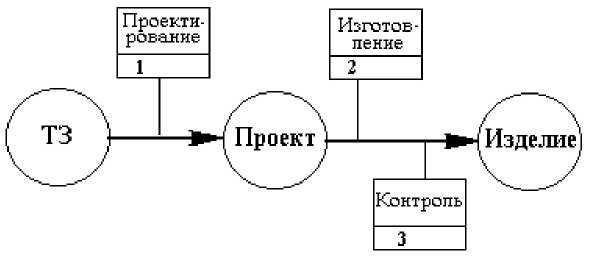 Проекти-
рование
1
Изготов-
ление
2
ТЗ
Проект
Изделие
Контроль
3